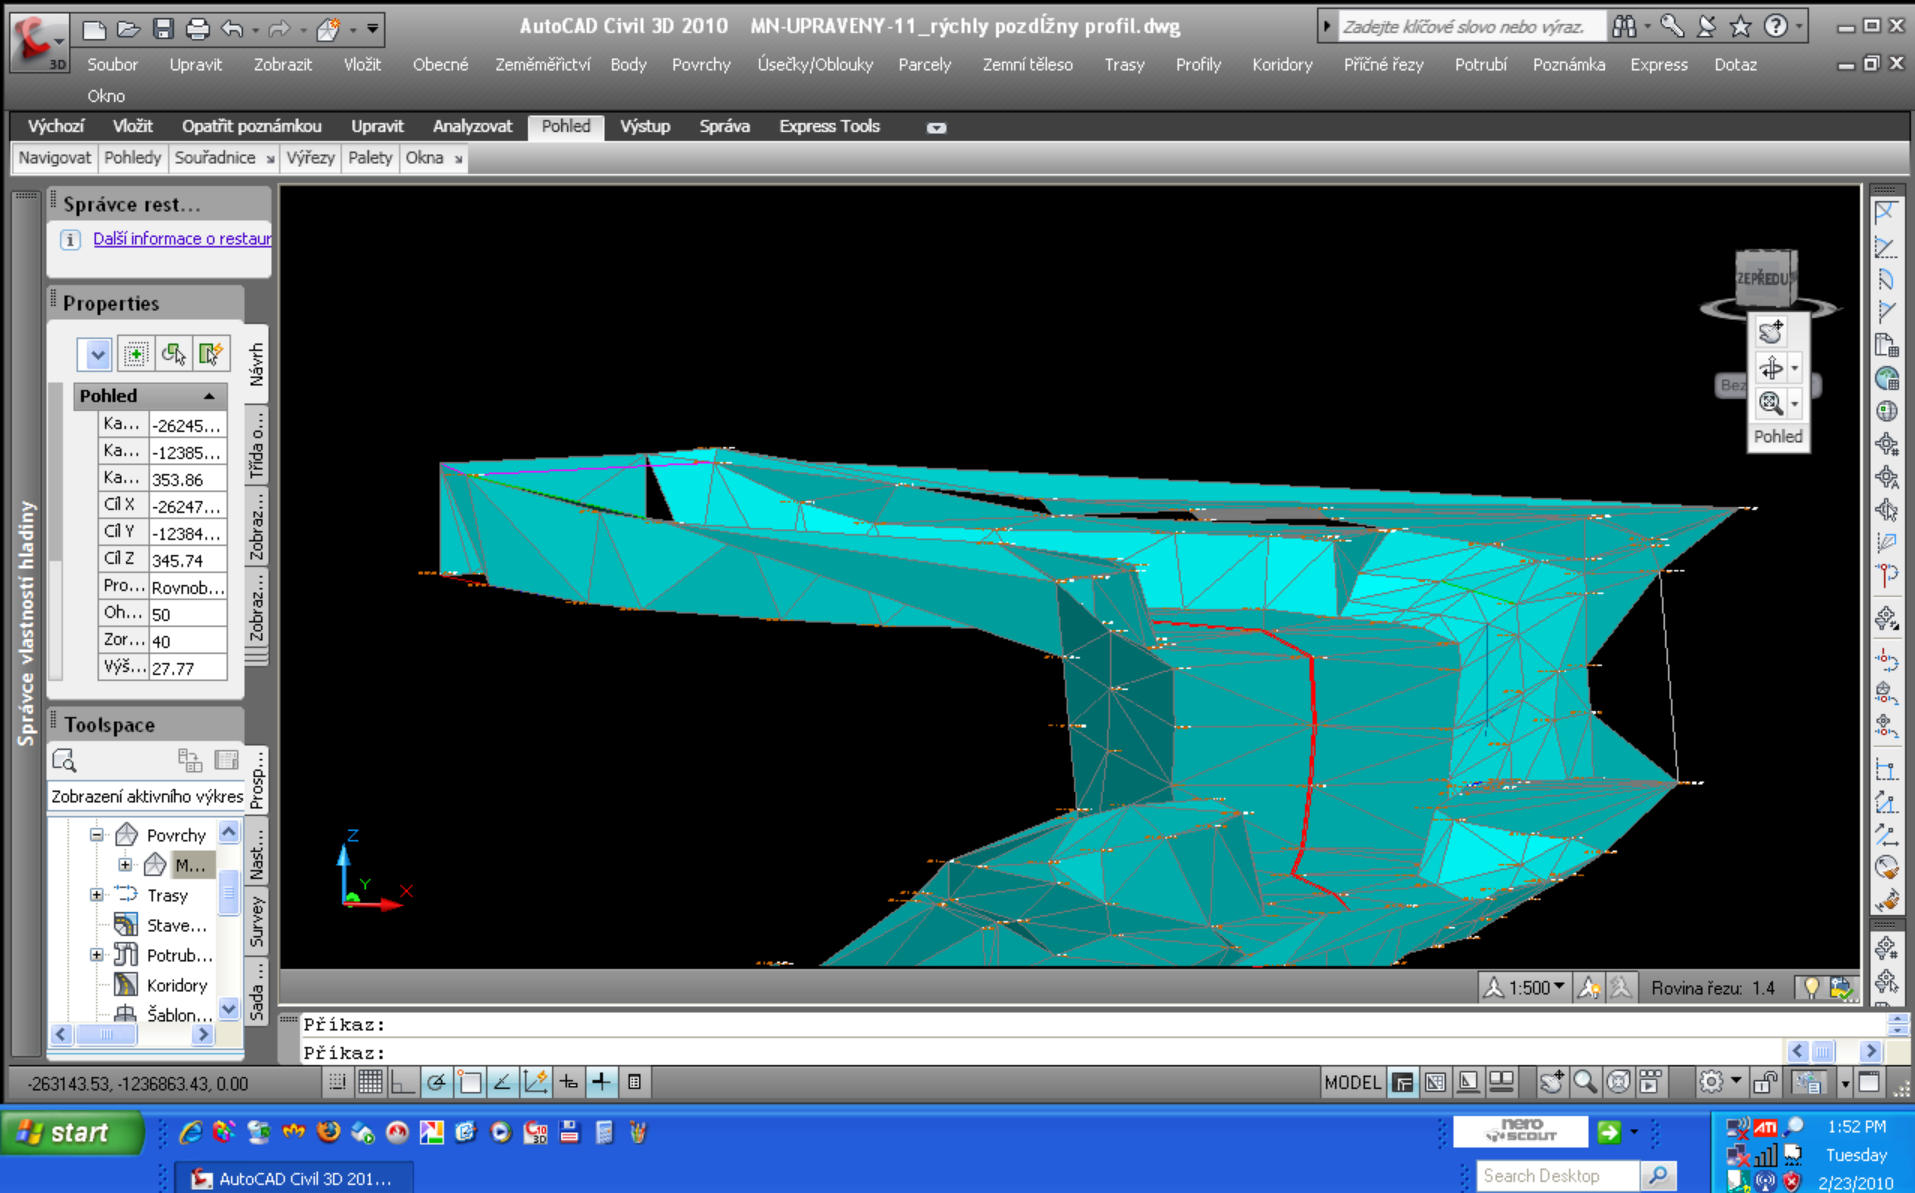 AutoCAD Civil 3D 2010 MN-UPRAVENY-11_rýchly pozdĺžny profil.dwg
Zadejte klíčové slovo nebo výraz.
3D
Soubor Upravit Zobrazit Vložit Obecné Zeměměřictví Body Povrchy Úsečky/Oblouky Parcely Zemní těleso Trasy Profily Koridory Příčné řezy Potrubí Poznámka Express Dotaz
Okno
Výchozí Vložit Opatřit poznámkou Upravit Analyzovat Pohled Výstup Správa Express Tools
Navigovat Pohledy Souřadnice Výřezy Palety Okna
Správce vlastností hladiny
Správce rest...
Další informace o restaur
Properties
Pohled
Ka... -26245...
Ka... -12385...
Ka... 353.86
Cíl X -26247...
Cíl Y -12384...
Cíl Z 345.74
Pro... Rovnob...
Oh... 50
Zor... 40
Výš... 27.77
Návrh
Třída o...
Zobraz...
Zobraz...
Toolspace
Zobrazení aktivního výkres
Povrchy
M...
Trasy
Stave...
Potrub...
Koridory
Šablon...
Prosp...
Nast...
Survey
Sada ...
ZEPŘEDU
Bez
Pohled
Z
Y
X
1:500 Rovina řezu: 1.4
Příkaz:
Příkaz:
-263143.53, -1236863.43, 0.00
MODEL
start
nero
SCOUT
ATI
1:52 PM
Tuesday
2/23/2010
AutoCAD Civil 3D 201...
Search Desktop